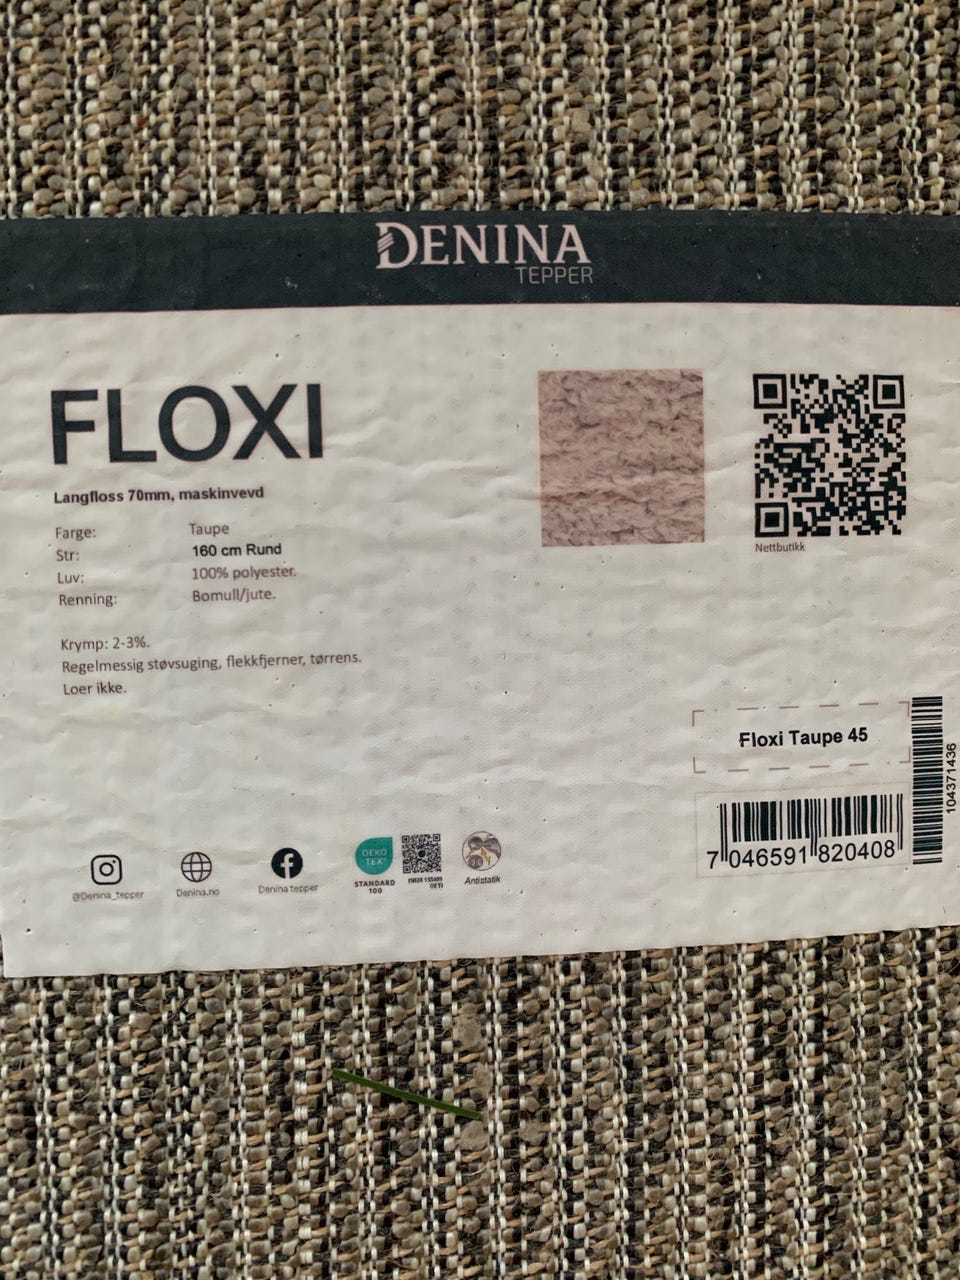 DENINA
TEPPER
FLOXI
Langfloss 70mm, maskinvevd
Farge: Taupe
Str: 160 cm Rund
Luv: 100% polyester.
Renning: Bomull/jute.
Krymp: 2-3%.
Regelmessig støvsuging, flekkfjerner, tørrens.
Loer ikke.
Nettbutikk
Floxi Taupe 45
104371436
7 046591 820408
@Denina_tepper
Denina.no
Denina tepper
OEKO
TEX®
STANDARD
100
OETI
Antistatik